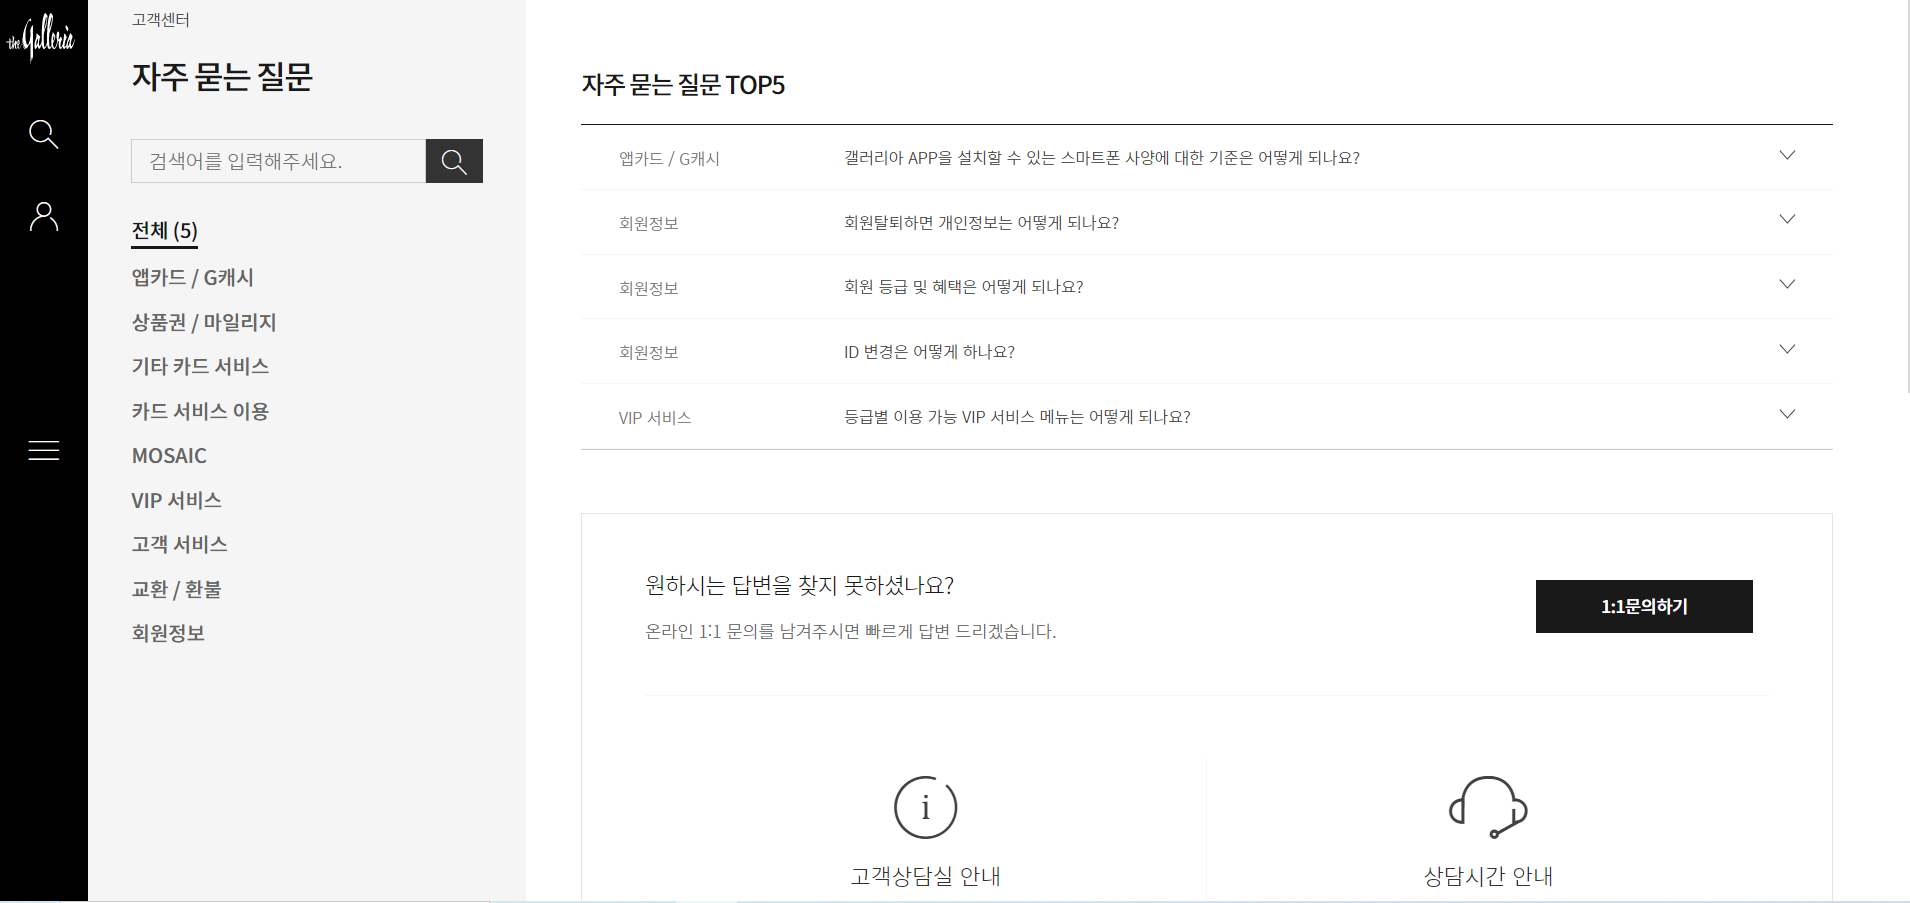 the Galleria
고객센터
자주 묻는 질문
검색어를 입력해주세요.
전체 (5)
앱카드 / G캐시
상품권 / 마일리지
기타 카드 서비스
카드 서비스 이용
MOSAIC
VIP 서비스
고객 서비스
교환 / 환불
회원정보
자주 묻는 질문 TOP5
앱카드 / G캐시 갤러리아 APP을 설치할 수 있는 스마트폰 사양에 대한 기준은 어떻게 되나요?
회원정보 회원탈퇴하면 개인정보는 어떻게 되나요?
회원정보 회원 등급 및 혜택은 어떻게 되나요?
회원정보 ID 변경은 어떻게 하나요?
VIP 서비스 등급별 이용 가능 VIP 서비스 메뉴는 어떻게 되나요?
원하시는 답변을 찾지 못하셨나요?
온라인 1:1 문의를 남겨주시면 빠르게 답변 드리겠습니다.
1:1문의하기
고객상담실 안내
상담시간 안내